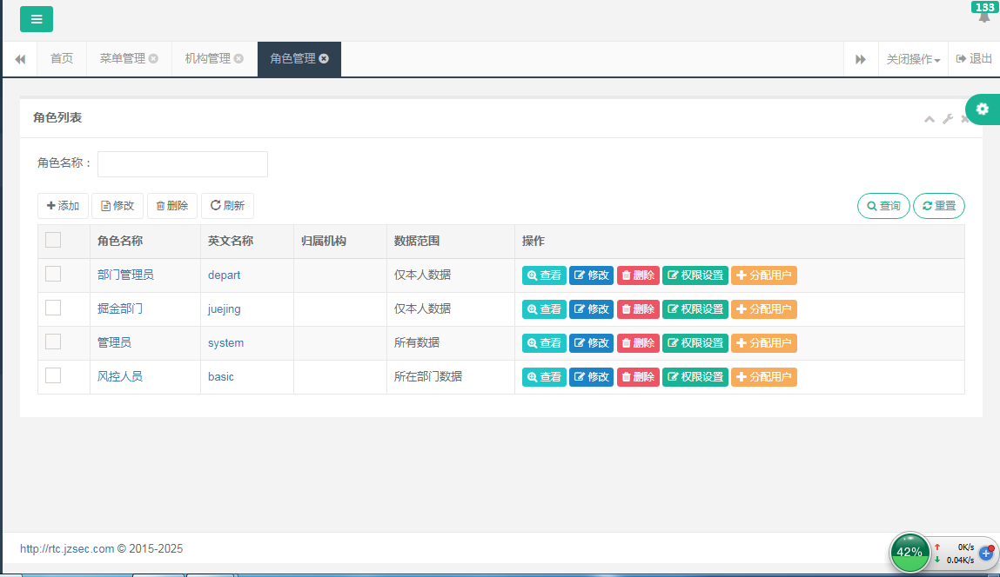 133
首页 菜单管理 机构管理 角色管理 关闭操作 退出
角色列表
角色名称：
添加 修改 删除 刷新 查询 重置
角色名称 英文名称 归属机构 数据范围 操作
部门管理员 depart 仅本人数据 查看 修改 删除 权限设置 分配用户
掘金部门 juejing 仅本人数据 查看 修改 删除 权限设置 分配用户
管理员 system 所有数据 查看 修改 删除 权限设置 分配用户
风控人员 basic 所在部门数据 查看 修改 删除 权限设置 分配用户
http://rtc.jzsec.com © 2015-2025
42% 0K/s
0.04K/s